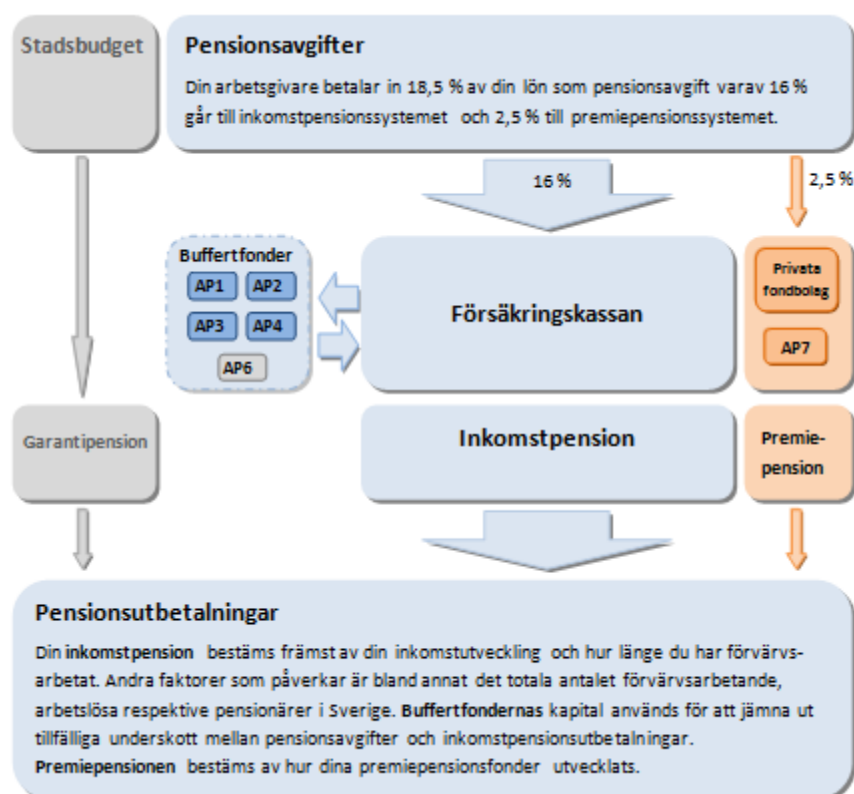 Stadsbudget
Pensionsavgifter
Din arbetsgivare betalar in 18,5 % av din lön som pensionsavgift varav 16 %
går till inkomstpensionssystemet och 2,5 % till premiepensionssystemet.
16 %
2,5 %
Buffertfonder
AP1 AP2
AP3 AP4
AP6
Försäkringskassan
Privata
fondbolag
AP7
Garantipension
Inkomstpension
Premie-
pension
Pensionsutbetalningar
Din inkomstpension bestäms främst av din inkomstutveckling och hur länge du har förvärvs-
arbetat. Andra faktorer som påverkar är bland annat det totala antalet förvärvsarbetande,
arbetslösa respektive pensionärer i Sverige. Buffertfondernas kapital används för att jämna ut
tillfälliga underskott mellan pensionsavgifter och inkomstpensionsutbetalningar.
Premiepensionen bestäms av hur dina premiepensionsfonder utvecklats.